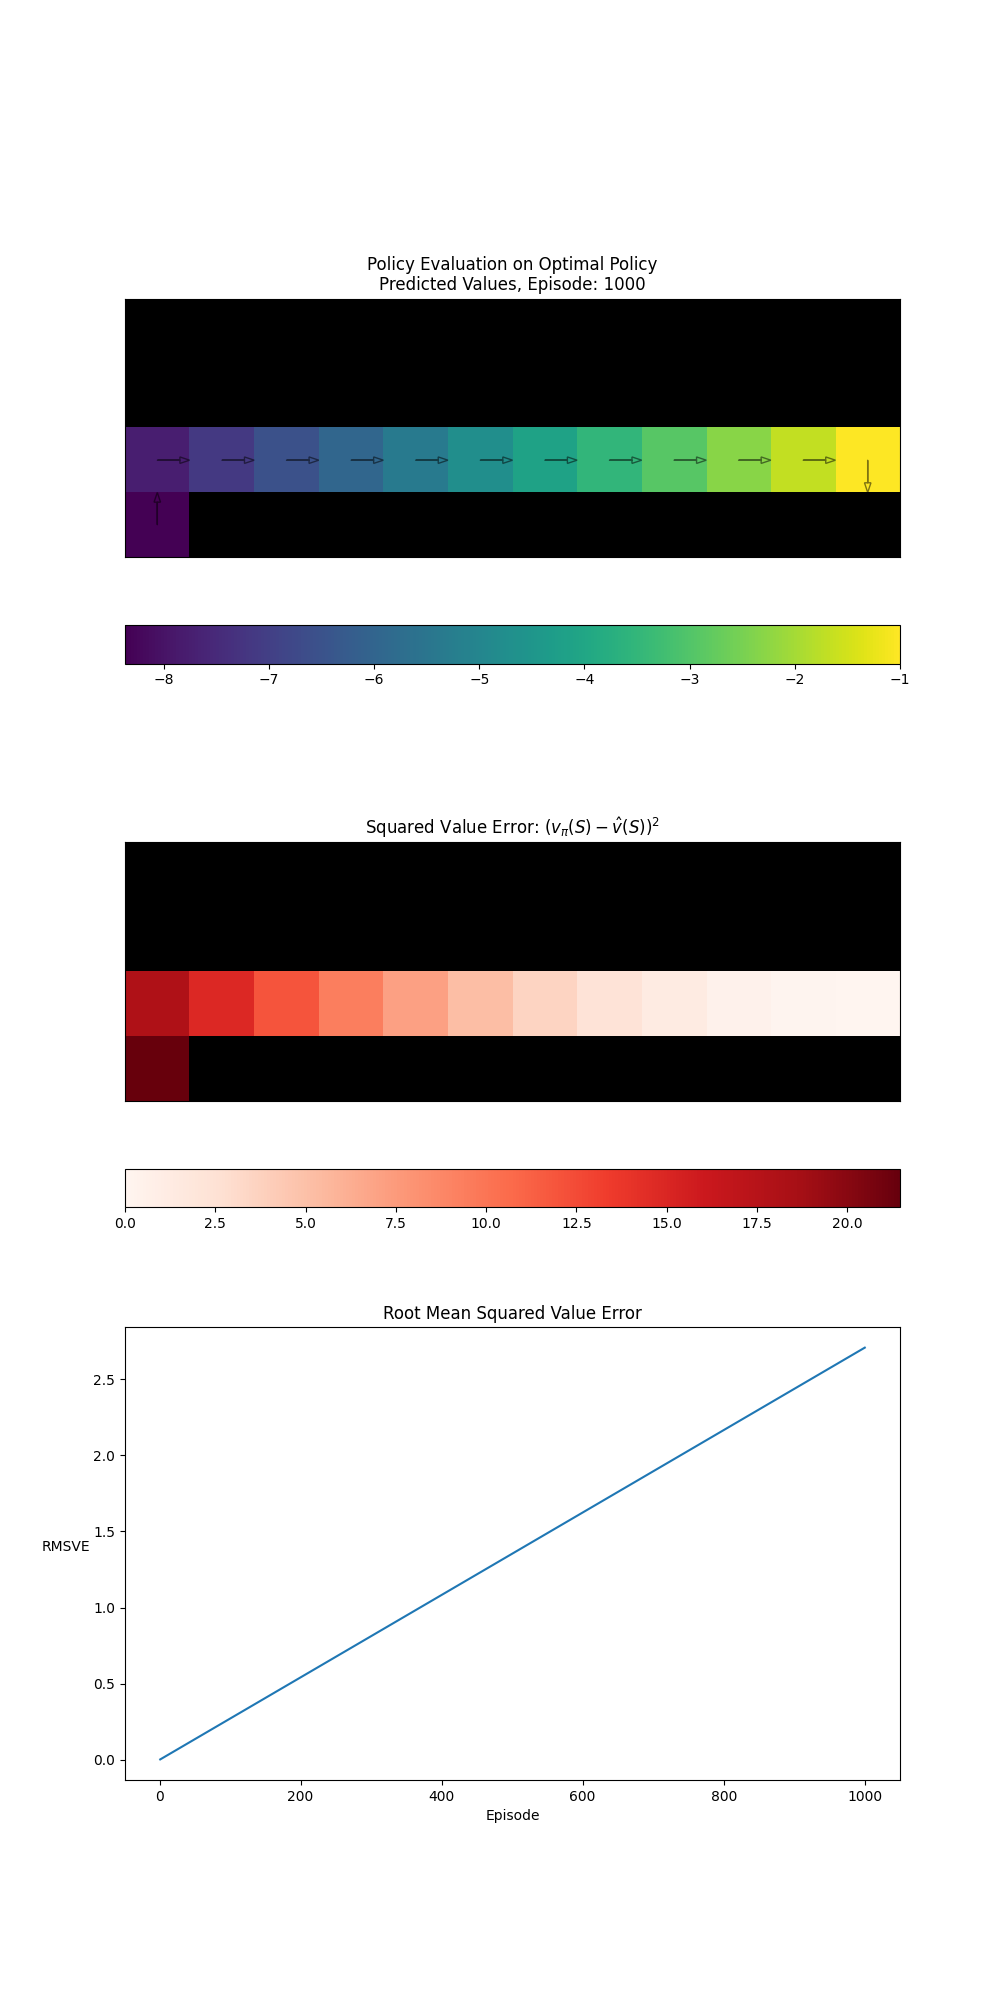 Policy Evaluation on Optimal Policy
Predicted Values, Episode: 1000
−8 −7 −6 −5 −4 −3 −2 −1
Squared Value Error: $(v_\pi(S) - \hat{v}(S))^2$
0.0 2.5 5.0 7.5 10.0 12.5 15.0 17.5 20.0
Root Mean Squared Value Error
2.5
2.0
1.5
RMSVE
1.0
0.5
0.0
0 200 400 600 800 1000
Episode